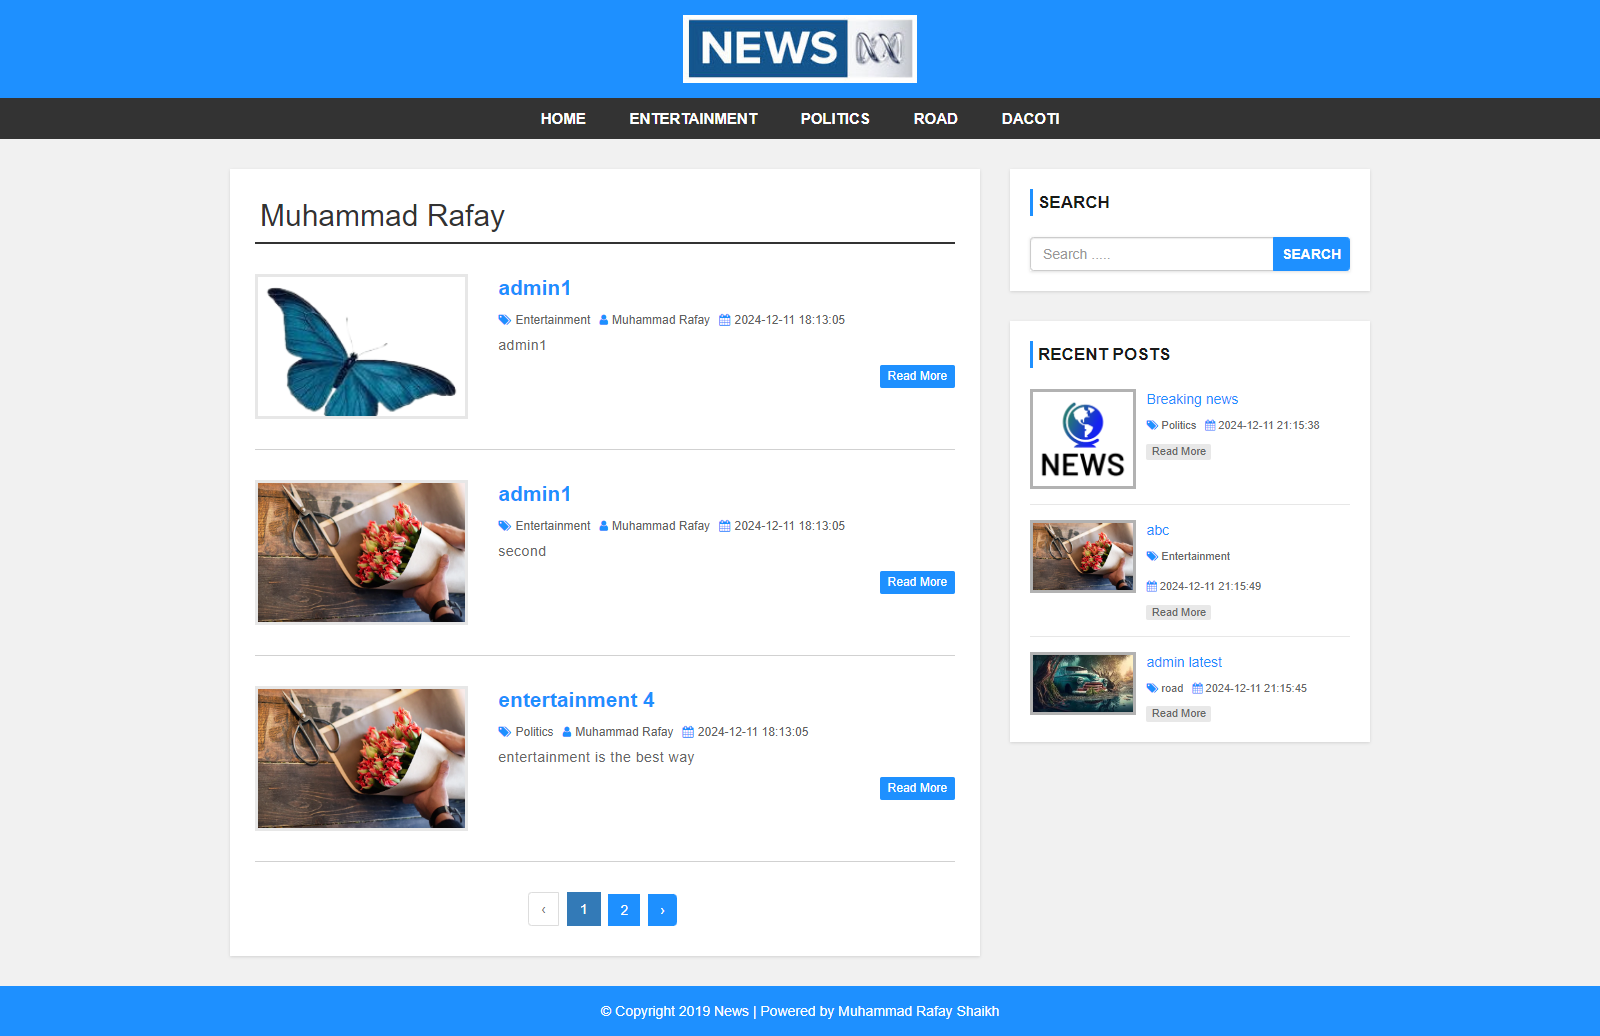 NEWS
HOME ENTERTAINMENT POLITICS ROAD DACOTI
Muhammad Rafay
admin1
Entertainment Muhammad Rafay 2024-12-11 18:13:05
admin1
Read More
admin1
Entertainment Muhammad Rafay 2024-12-11 18:13:05
second
Read More
entertainment 4
Politics Muhammad Rafay 2024-12-11 18:13:05
entertainment is the best way
Read More
‹ 1 2 ›
SEARCH
Search ..... SEARCH
RECENT POSTS
NEWS
Breaking news
Politics 2024-12-11 21:15:38
Read More
abc
Entertainment
2024-12-11 21:15:49
Read More
admin latest
road 2024-12-11 21:15:45
Read More
© Copyright 2019 News | Powered by Muhammad Rafay Shaikh